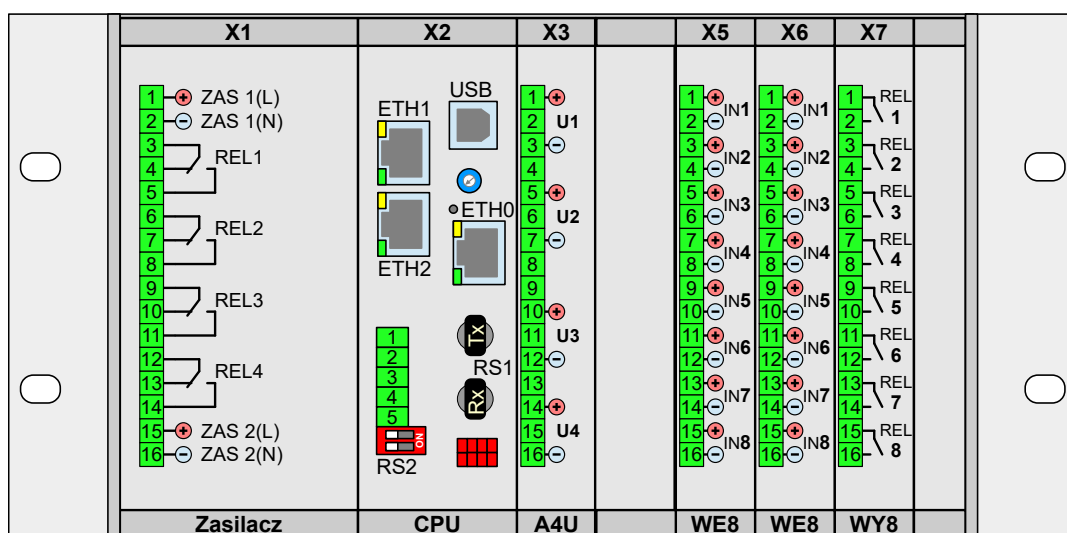 X1 X2 X3 X5 X6 X7
1 ZAS 1(L)
2 ZAS 1(N)
3
4 REL1
5
6
7 REL2
8
9
10 REL3
11
12
13 REL4
14
15 ZAS 2(L)
16 ZAS 2(N)
Zasilacz
USB
ETH1
ETH0
ETH2
Tx
RS1
Rx
1
2
3
4
5
ON
RS2
CPU
1
2 U1
3
4
5
6 U2
7
8
9
10
11 U3
12
13
14
15 U4
16
A4U
1
IN1
2
3
IN2
4
5
IN3
6
7
IN4
8
9
IN5
10
11
IN6
12
13
IN7
14
15
IN8
16
WE8
1
IN1
2
3
IN2
4
5
IN3
6
7
IN4
8
9
IN5
10
11
IN6
12
13
IN7
14
15
IN8
16
WE8
1 REL
2 1
3 REL
4 2
5 REL
6 3
7 REL
8 4
9 REL
10 5
11 REL
12 6
13 REL
14 7
15 REL
16 8
WY8